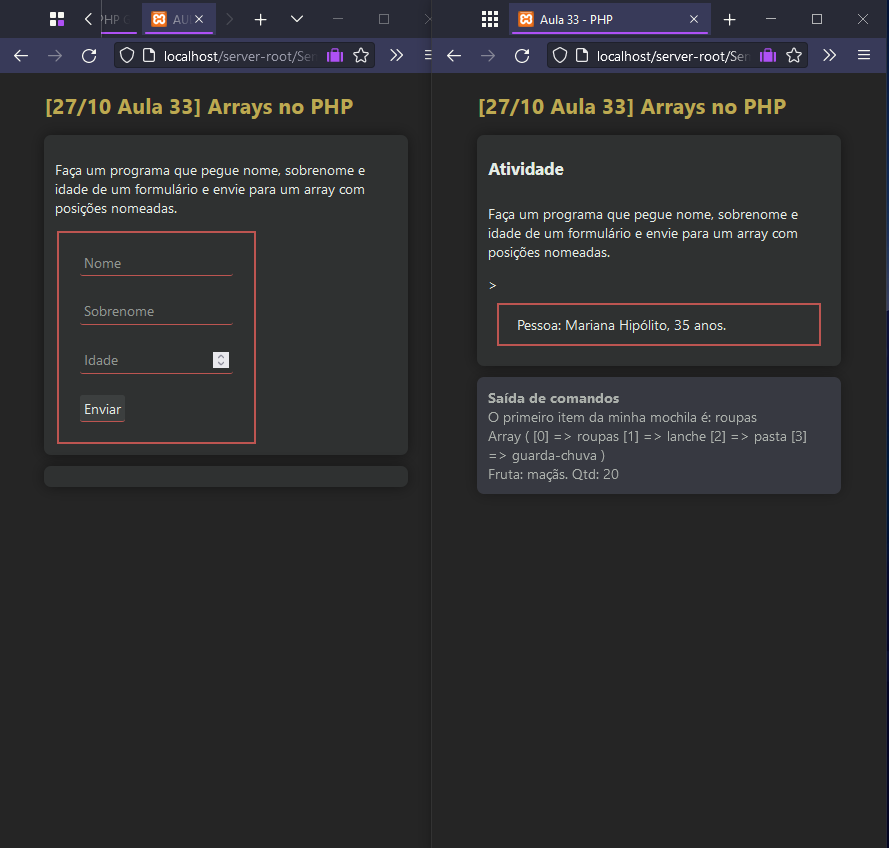 PHP
AU
Aula 33 - PHP
localhost/server-root/Ser
localhost/server-root/Ser
[27/10 Aula 33] Arrays no PHP
Faça um programa que pegue nome, sobrenome e
idade de um formulário e envie para um array com
posições nomeadas.
Nome
Sobrenome
Idade
Enviar
[27/10 Aula 33] Arrays no PHP
Atividade
Faça um programa que pegue nome, sobrenome e
idade de um formulário e envie para um array com
posições nomeadas.
>
Pessoa: Mariana Hipólito, 35 anos.
Saída de comandos
O primeiro item da minha mochila é: roupas
Array ( [0] => roupas [1] => lanche [2] => pasta [3]
=> guarda-chuva )
Fruta: maçãs. Qtd: 20